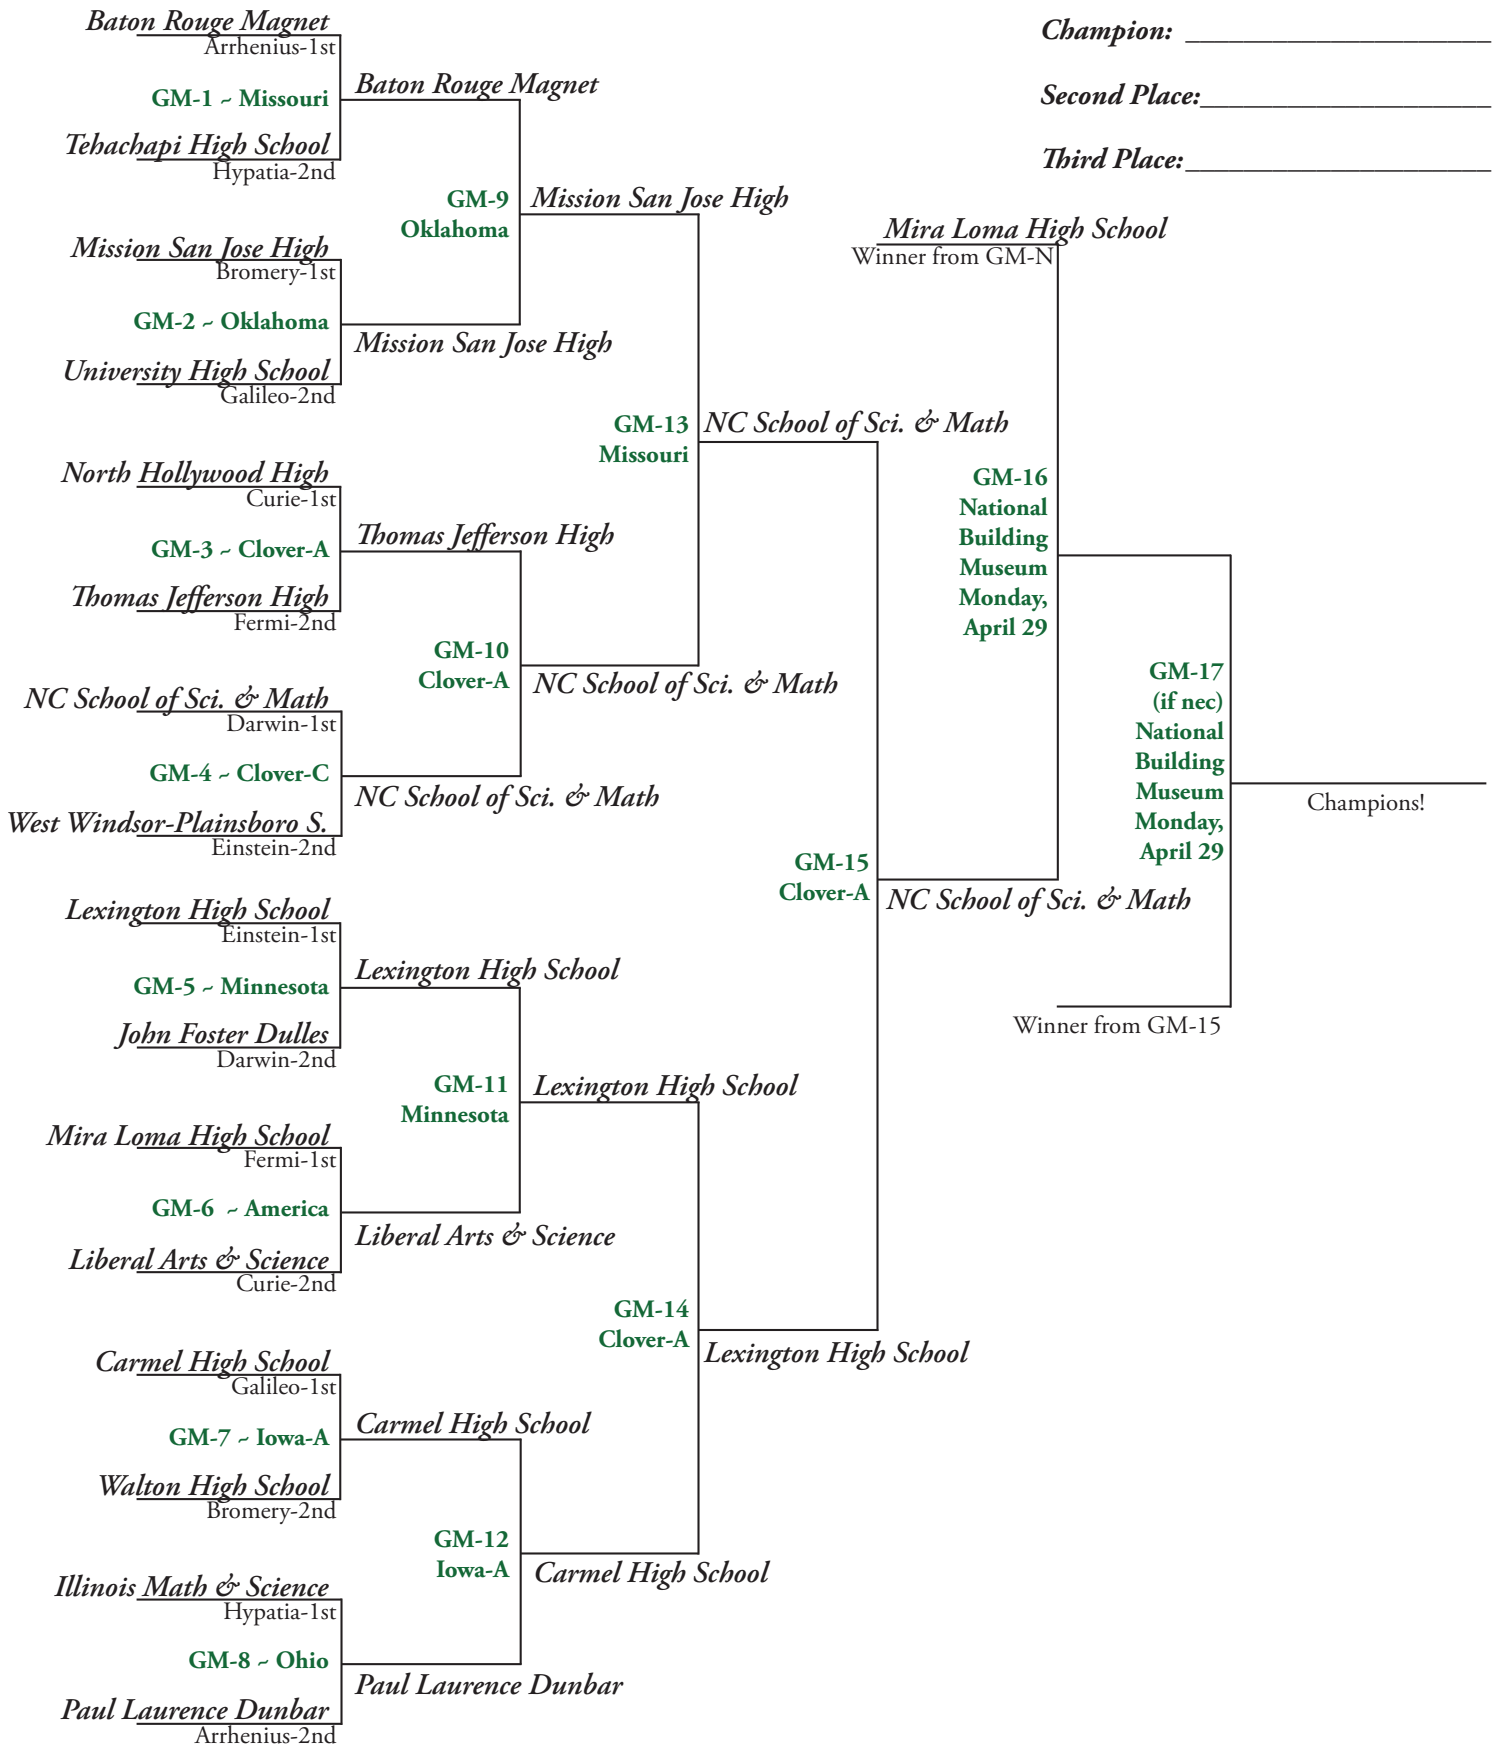 Baton Rouge Magnet
Arrhenius-1st
GM-1 ~ Missouri
Tehachapi High School
Hypatia-2nd
Mission San Jose High
Bromery-1st
GM-2 ~ Oklahoma
University High School
Galileo-2nd
North Hollywood High
Curie-1st
GM-3 ~ Clover-A
Thomas Jefferson High
Fermi-2nd
NC School of Sci. & Math
Darwin-1st
GM-4 ~ Clover-C
West Windsor-Plainsboro S.
Einstein-2nd
Lexington High School
Einstein-1st
GM-5 ~ Minnesota
John Foster Dulles
Darwin-2nd
Mira Loma High School
Fermi-1st
GM-6 ~ America
Liberal Arts & Science
Curie-2nd
Carmel High School
Galileo-1st
GM-7 ~ Iowa-A
Walton High School
Bromery-2nd
Illinois Math & Science
Hypatia-1st
GM-8 ~ Ohio
Paul Laurence Dunbar
Arrhenius-2nd
Baton Rouge Magnet
GM-9
Oklahoma
Mission San Jose High
Thomas Jefferson High
GM-10
Clover-A
NC School of Sci. & Math
Lexington High School
GM-11
Minnesota
Liberal Arts & Science
Carmel High School
GM-12
Iowa-A
Paul Laurence Dunbar
Mission San Jose High
GM-13
Missouri
NC School of Sci. & Math
Lexington High School
GM-14
Clover-A
Carmel High School
NC School of Sci. & Math
GM-15
Clover-A
Lexington High School
Mira Loma High School
Winner from GM-N
GM-16
National
Building
Museum
Monday,
April 29
NC School of Sci. & Math
GM-17
(if nec)
National
Building
Museum
Monday,
April 29
Winner from GM-15
Champions!
Champion: ______________________
Second Place:_____________________
Third Place:______________________